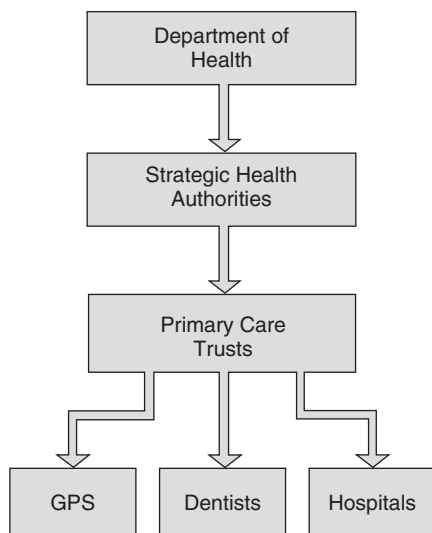 Department of
Health
Strategic Health
Authorities
Primary Care
Trusts
GPS
Dentists
Hospitals